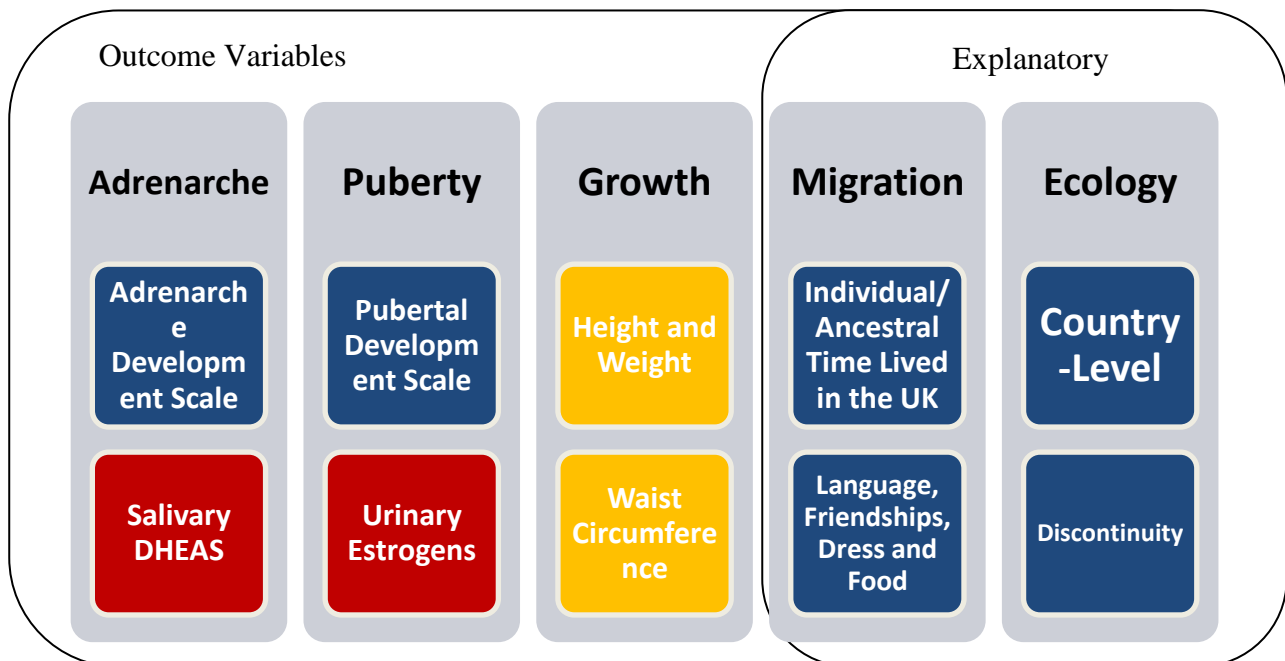 Outcome Variables
Explanatory
Adrenarche
Puberty
Growth
Migration
Ecology
Adrenarch
e
Developm
ent Scale
Pubertal
Developm
ent Scale
Height and
Weight
Individual/
Ancestral
Time Lived
in the UK
Country
-Level
Salivary
DHEAS
Urinary
Estrogens
Waist
Circumfere
nce
Language,
Friendships,
Dress and
Food
Discontinuity